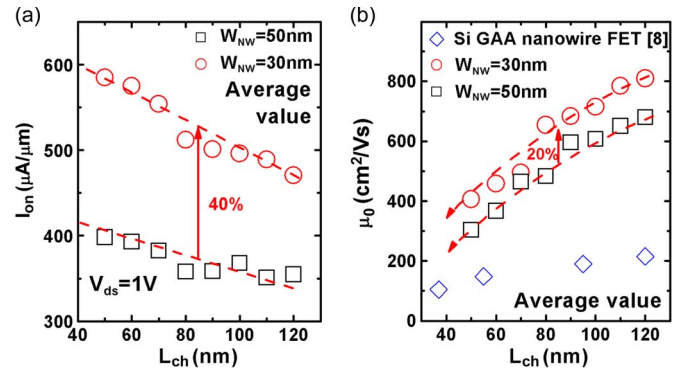 (a)
W_NW=50nm
W_NW=30nm
Average
value
40%
V_ds=1V
I_on (μA/μm)
600
500
400
300
40 60 80 100 120
L_ch (nm)
(b)
Si GAA nanowire FET [8]
W_NW=30nm
W_NW=50nm
20%
Average value
μ_0 (cm²/Vs)
800
600
400
200
0
40 60 80 100 120
L_ch (nm)